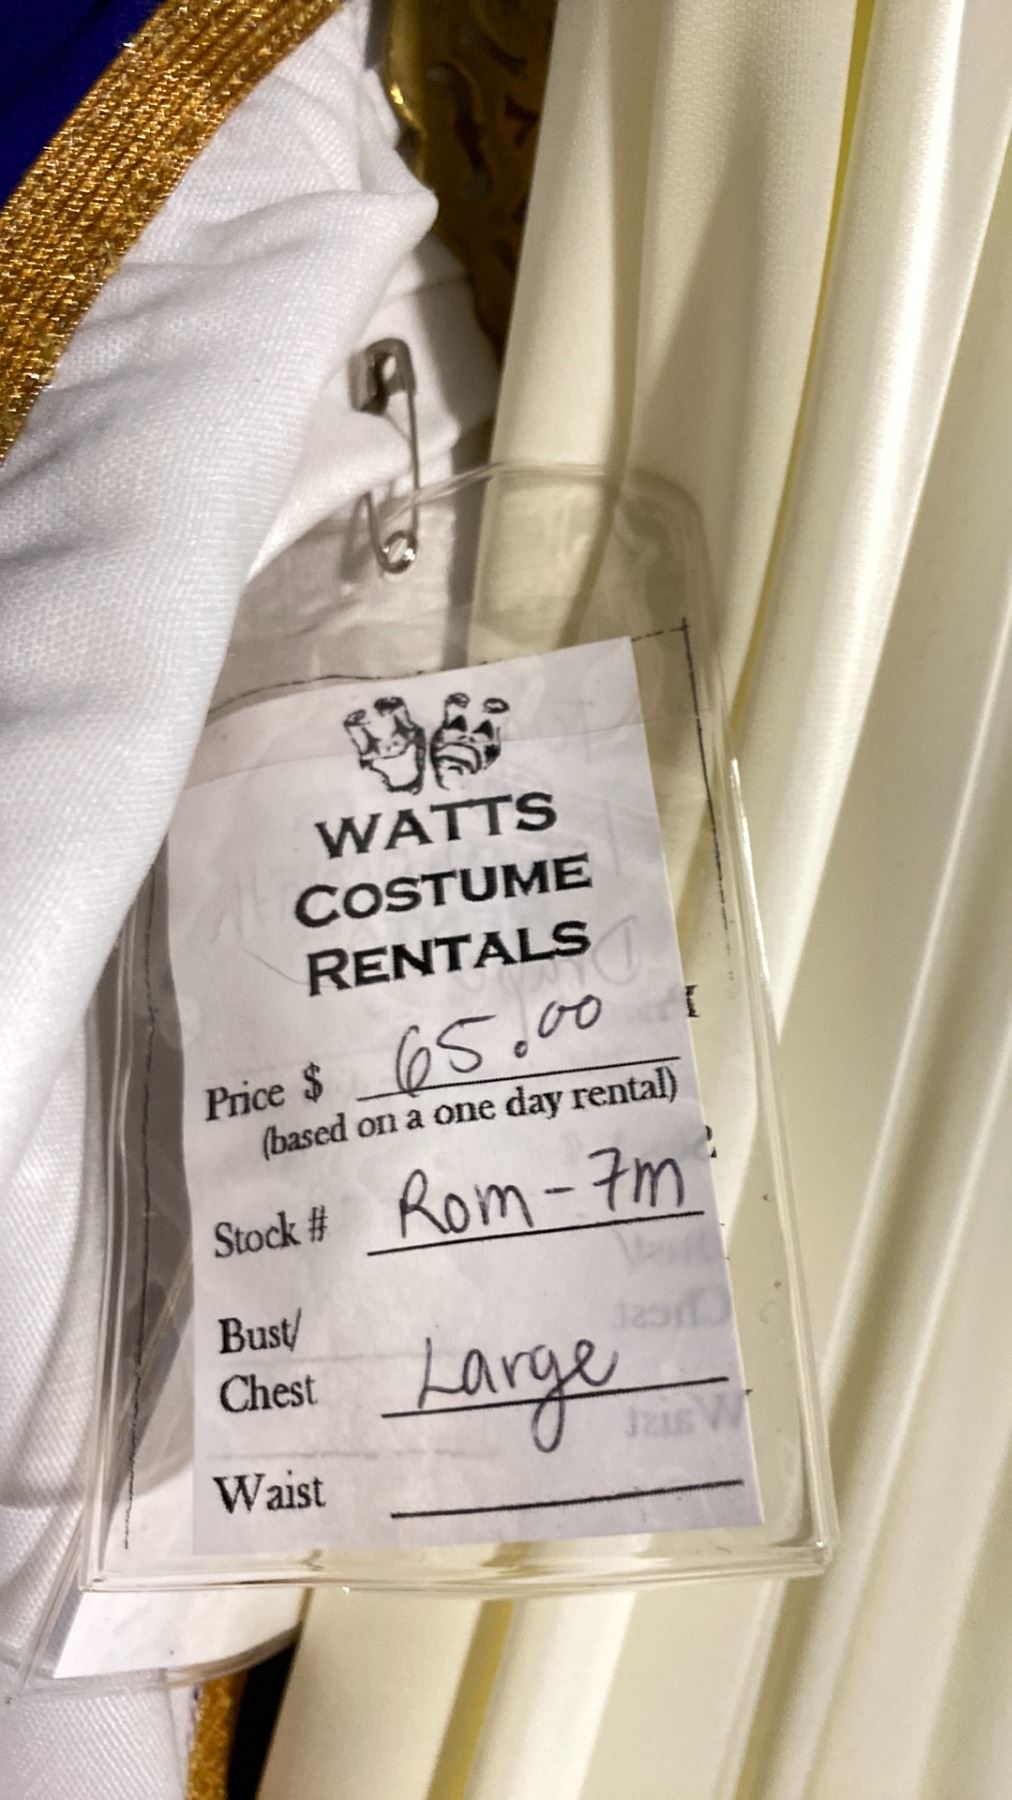 WATTS
COSTUME
RENTALS
Price $ 65.00
(based on a one day rental)
Stock # Rom-7m
Bust/
Chest Large
Waist